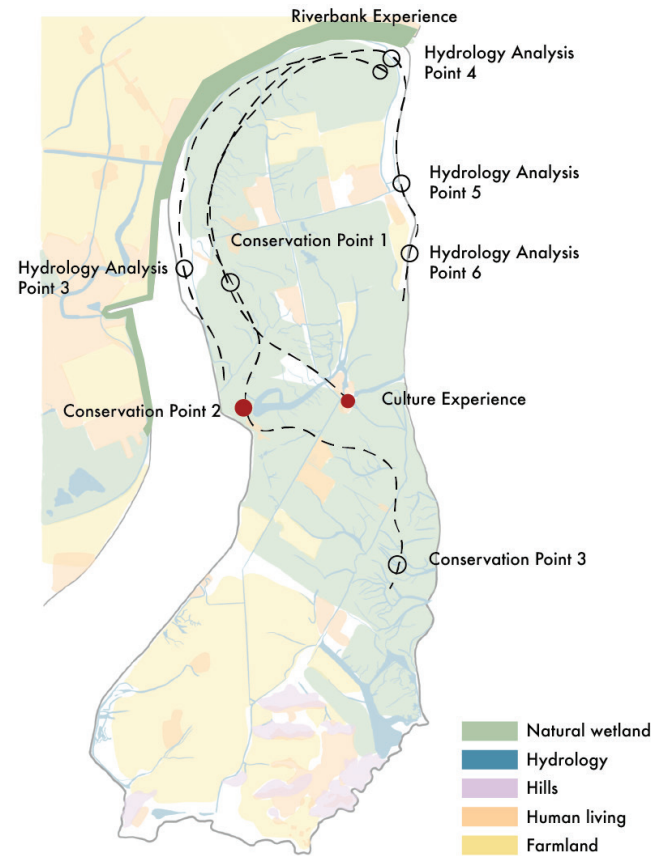 Riverbank Experience
Hydrology Analysis
Point 4
Hydrology Analysis
Point 5
Conservation Point 1
Hydrology Analysis
Point 6
Hydrology Analysis
Point 3
Culture Experience
Conservation Point 2
Conservation Point 3
Natural wetland
Hydrology
Hills
Human living
Farmland